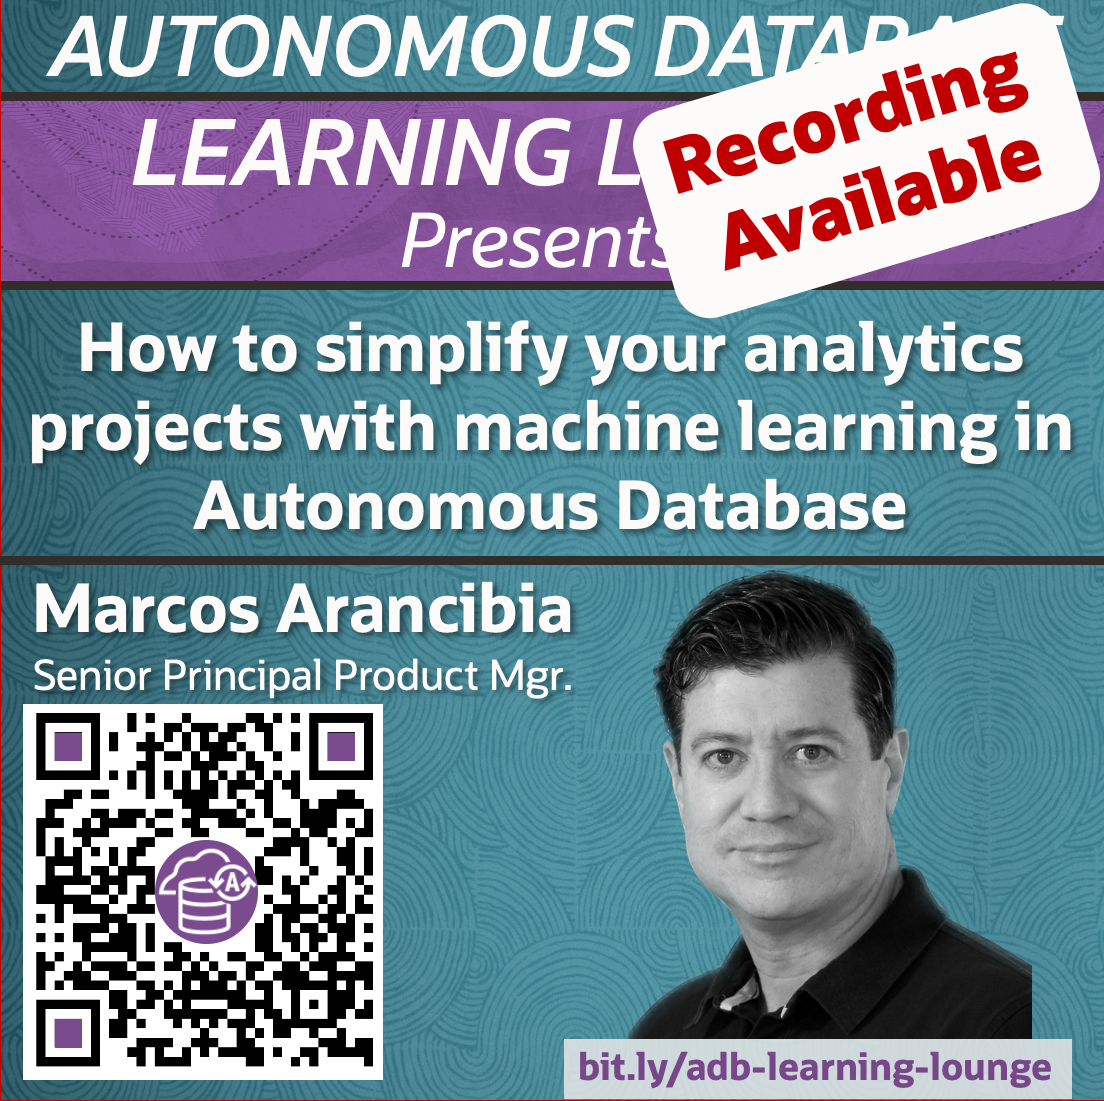 AUTONOMOUS
LEARNING
Presents
Recording
Available
How to simplify your analytics
projects with machine learning in
Autonomous Database
Marcos Arancibia
Senior Principal Product Mgr.
A
bit.ly/adb-learning-lounge